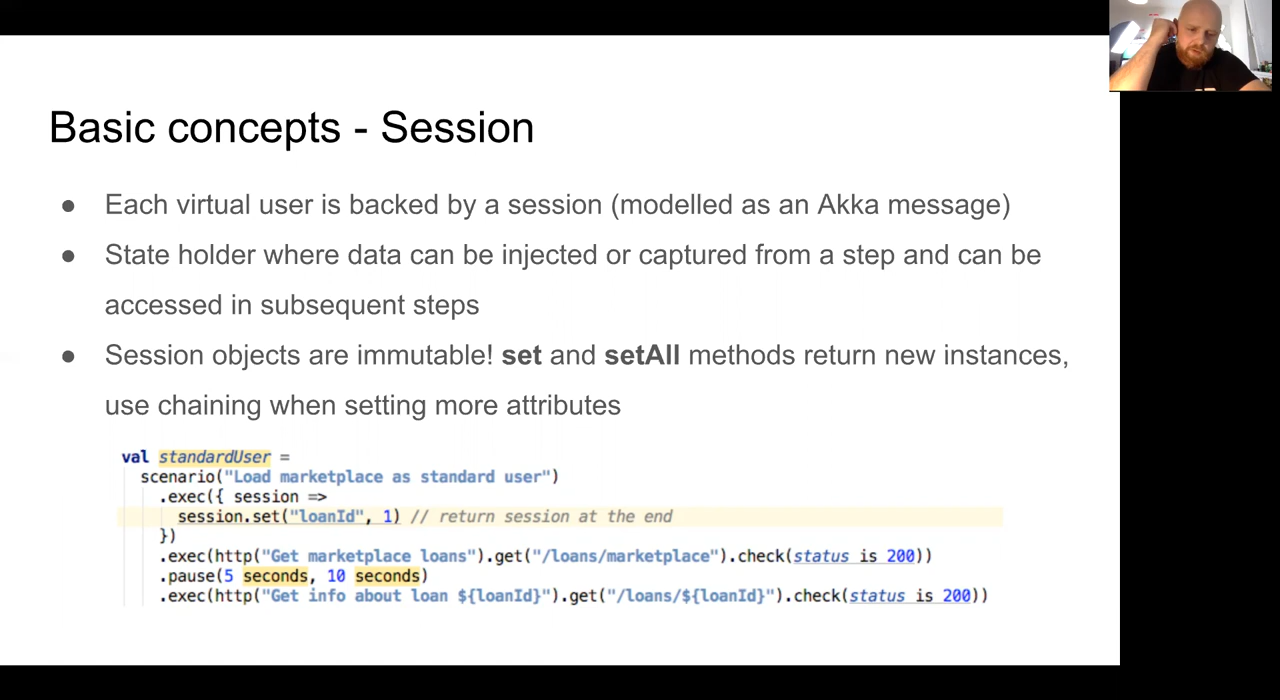 Basic concepts - Session
● Each virtual user is backed by a session (modelled as an Akka message)
● State holder where data can be injected or captured from a step and can be
accessed in subsequent steps
● Session objects are immutable! set and setAll methods return new instances,
use chaining when setting more attributes
val standardUser =
scenario("Load marketplace as standard user")
.exec({ session =>
session.set("loanId", 1) // return session at the end
})
.exec(http("Get marketplace loans").get("/loans/marketplace").check(status is 200))
.pause(5 seconds, 10 seconds)
.exec(http("Get info about loan ${loanId}").get("/loans/${loanId}").check(status is 200))